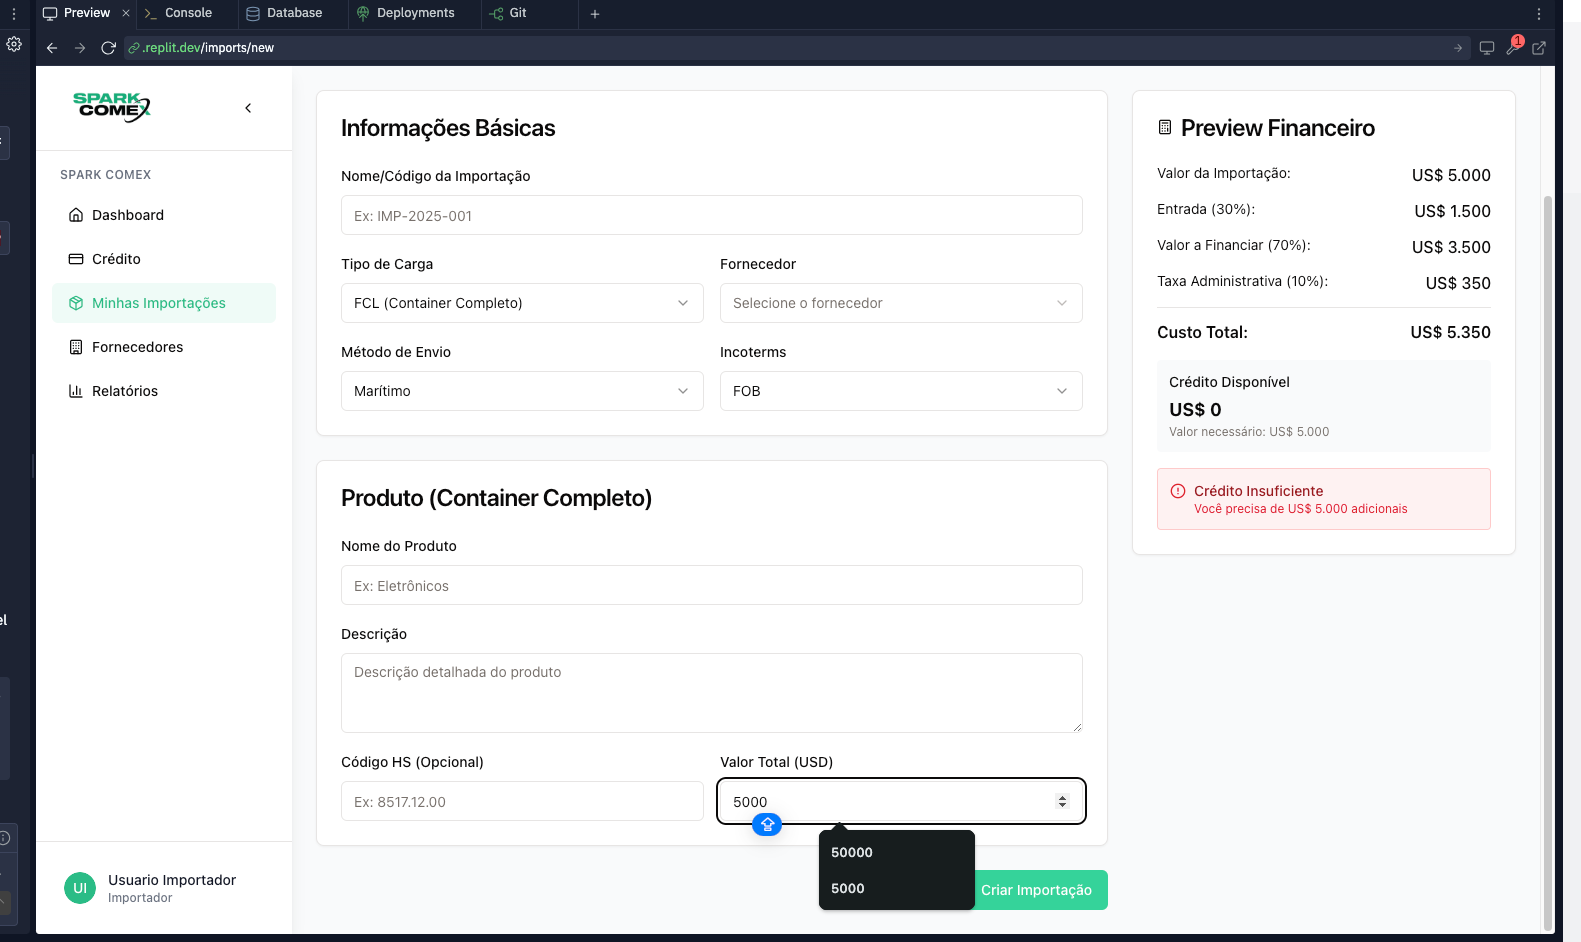 Preview
Console
Database
Deployments
Git
.replit.dev/imports/new
1
SPARK
COMEX
SPARK COMEX
Dashboard
Crédito
Minhas Importações
Fornecedores
Relatórios
UI
Usuario Importador
Importador
Informações Básicas
Nome/Código da Importação
Ex: IMP-2025-001
Tipo de Carga
Fornecedor
FCL (Container Completo)
Selecione o fornecedor
Método de Envio
Incoterms
Marítimo
FOB
Produto (Container Completo)
Nome do Produto
Ex: Eletrônicos
Descrição
Descrição detalhada do produto
Código HS (Opcional)
Valor Total (USD)
Ex: 8517.12.00
5000
50000
5000
Criar Importação
Preview Financeiro
Valor da Importação: US$ 5.000
Entrada (30%): US$ 1.500
Valor a Financiar (70%): US$ 3.500
Taxa Administrativa (10%): US$ 350
Custo Total: US$ 5.350
Crédito Disponível
US$ 0
Valor necessário: US$ 5.000
Crédito Insuficiente
Você precisa de US$ 5.000 adicionais